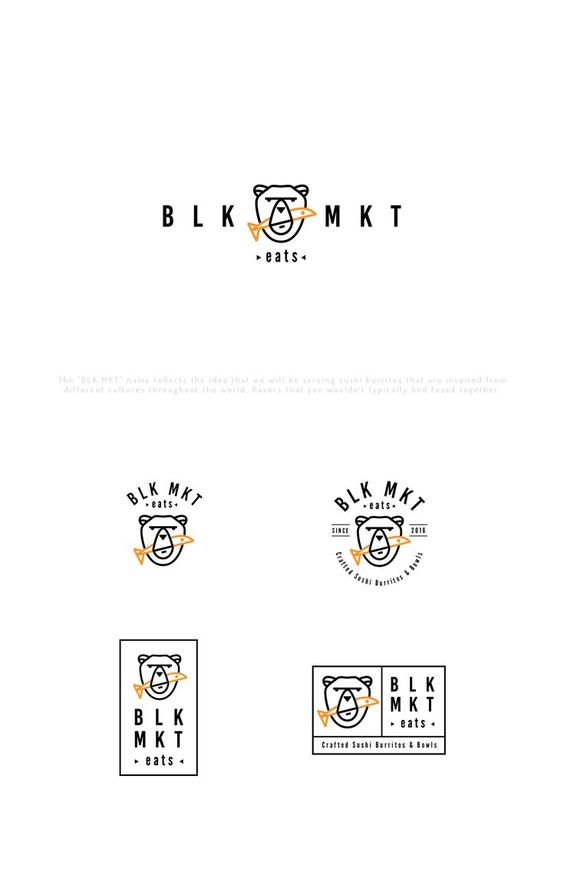 BLK MKT
▸eats◂
The "BLK MKT" name reflects the idea that we will be serving sushi burritos that are inspired from
different cultures throughout the world, flavors that you wouldn't typically find fused together.
BLK MKT
▸eats◂
BLK MKT
▸eats◂
SINCE 2016
Crafted Sushi Burritos & Bowls
BLK
MKT
▸ eats ◂
BLK
MKT
▸ eats ◂
Crafted Sushi Burritos & Bowls